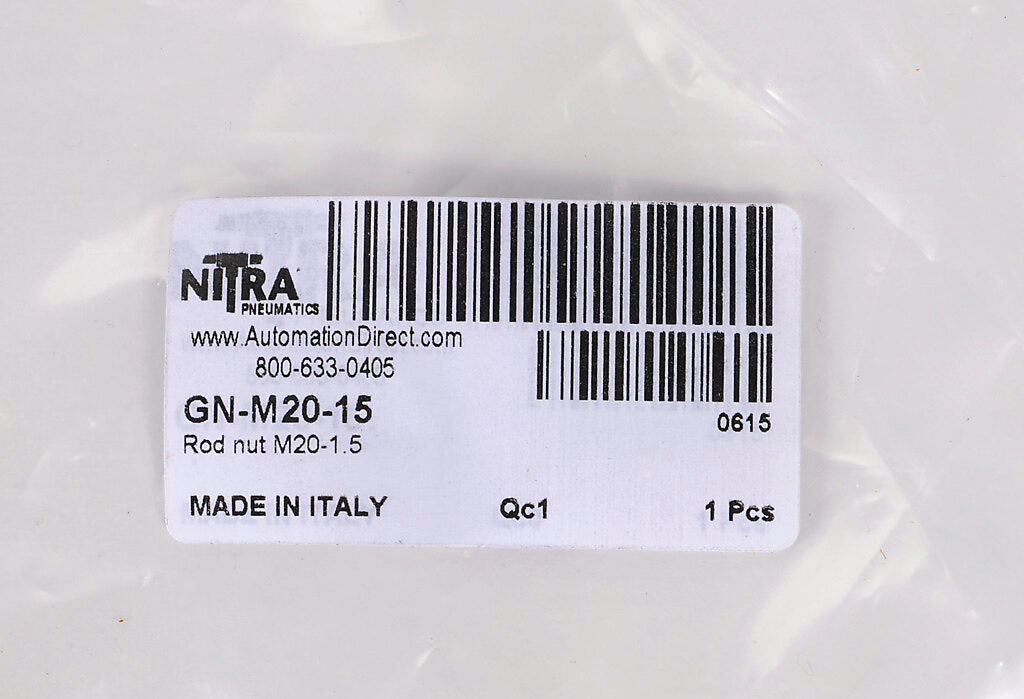 NITRA
PNEUMATICS
www.AutomationDirect.com
800-633-0405
GN-M20-15
Rod nut M20-1.5
0615
MADE IN ITALY Qc1 1 Pcs